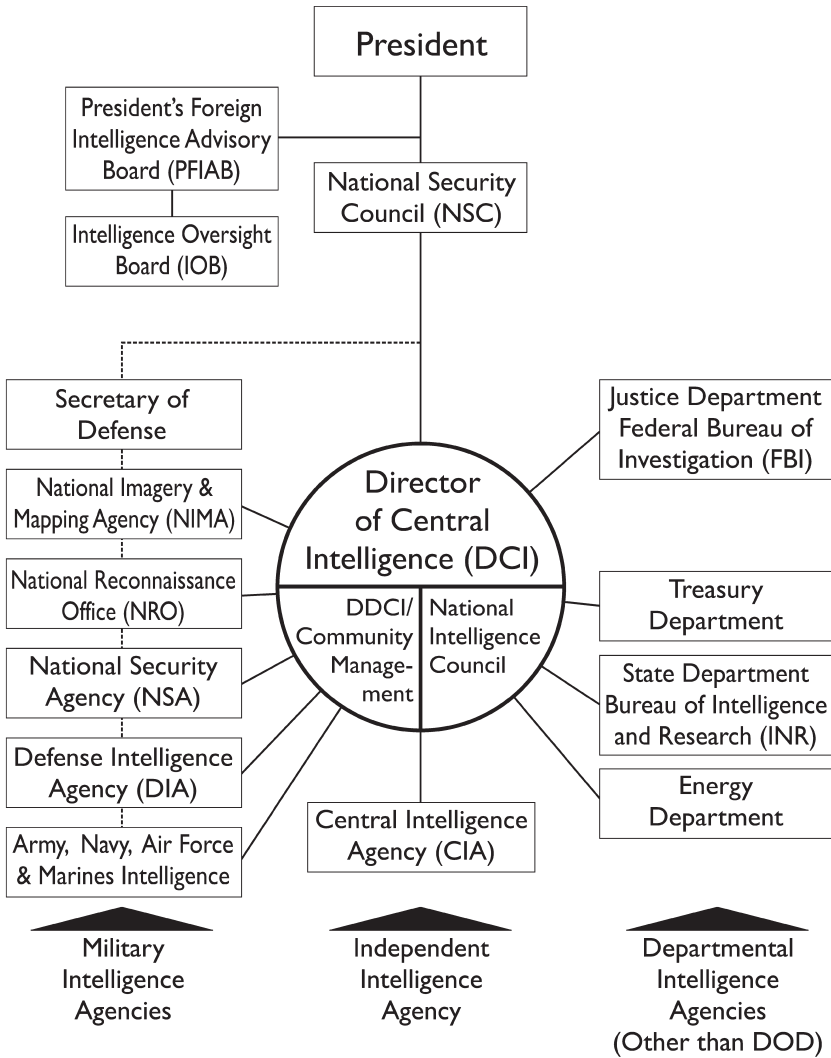 President
President's Foreign
Intelligence Advisory
Board (PFIAB)
National Security
Council (NSC)
Intelligence Oversight
Board (IOB)
Secretary of
Defense
National Imagery &
Mapping Agency (NIMA)
National Reconnaissance
Office (NRO)
National Security
Agency (NSA)
Defense Intelligence
Agency (DIA)
Army, Navy, Air Force
& Marines Intelligence
Director
of Central
Intelligence (DCI)
DDCI/
Community
Manage-
ment
National
Intelligence
Council
Central Intelligence
Agency (CIA)
Justice Department
Federal Bureau of
Investigation (FBI)
Treasury
Department
State Department
Bureau of Intelligence
and Research (INR)
Energy
Department
Military
Intelligence
Agencies
Independent
Intelligence
Agency
Departmental
Intelligence
Agencies
(Other than DOD)